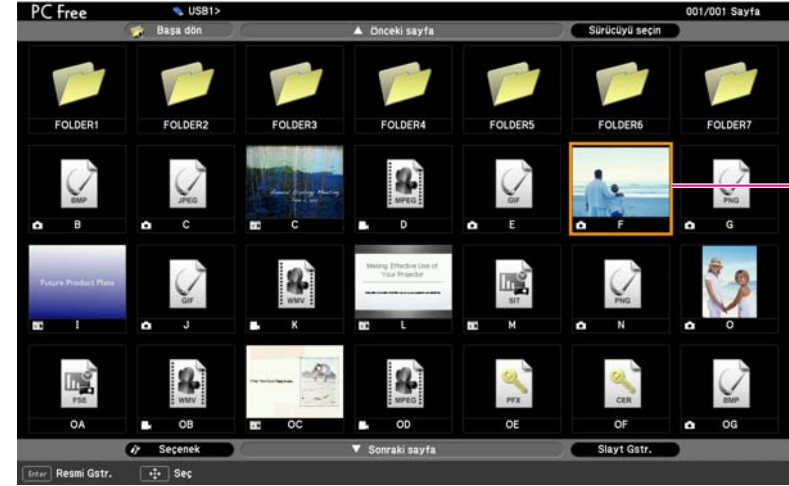 PC Free USB1> 001/001 Sayfa
Başa dön ▲ Önceki sayfa Sürücüyü seçin
FOLDER1 FOLDER2 FOLDER3 FOLDER4 FOLDER5 FOLDER6 FOLDER7
BMP JPEG MPEG GIF PNG
B C C D E F G
Future Product Plans GIF WMV Making Effective Use of Your Projector SIT PNG
I J K L M N O
FSE WMV MPEG PFX CER BMP
OA OB OC OD OE OF OG
Seçenek ▼ Sonraki sayfa Slayt Gstr.
Enter Resmi Gstr. Seç